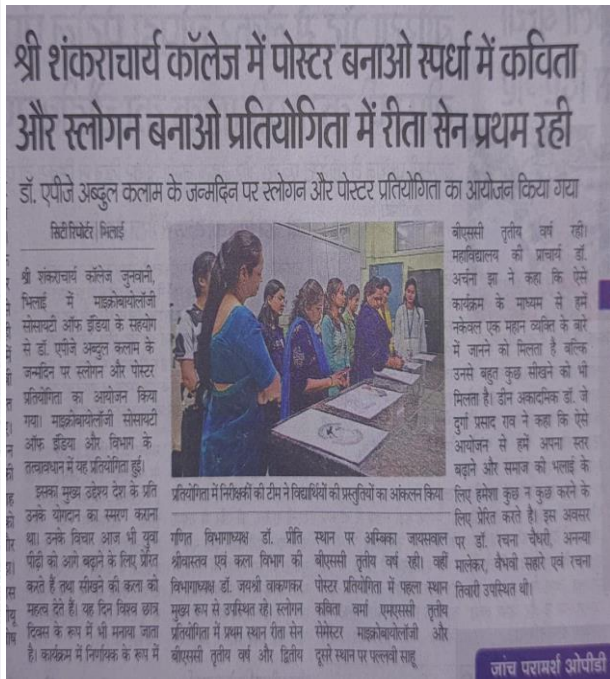 श्री शंकराचार्य कॉलेज में पोस्टर बनाओ स्पर्धा में कविता
और स्लोगन बनाओ प्रतियोगिता में रीता सेन प्रथम रही
डॉ. एपीजे अब्दुल कलाम के जन्मदिन पर स्लोगन और पोस्टर प्रतियोगिता का आयोजन किया गया
सिटी रिपोर्टर | भिलाई
श्री शंकराचार्य कॉलेज जुनवानी,
भिलाई में माइक्रोबायोलॉजी
सोसायटी ऑफ इंडिया के सहयोग
से डॉ. एपीजे अब्दुल कलाम के
जन्मदिन पर स्लोगन और पोस्टर
प्रतियोगिता का आयोजन किया
गया। माइक्रोबायोलॉजी सोसायटी
ऑफ इंडिया और विभाग के
तत्वावधान में यह प्रतियोगिता हुई।
इसका मुख्य उद्देश्य देश के प्रति
उनके योगदान का स्मरण कराना
था। उनके विचार आज भी युवा
पीढ़ी को आगे बढ़ाने के लिए प्रेरित
करते हैं तथा सीखने की कला को
महत्व देते हैं। यह दिन विश्व छात्र
दिवस के रूप में भी मनाया जाता
है। कार्यक्रम में निर्णायक के रूप में
प्रतियोगिता में निरीक्षकों की टीम ने विद्यार्थियों की प्रस्तुतियों का आंकलन किया
गणित विभागाध्यक्ष डॉ. प्रीति
श्रीवास्तव एवं कला विभाग की
विभागाध्यक्ष डॉ. जयश्री वाकणकर
मुख्य रूप से उपस्थित रहे। स्लोगन
प्रतियोगिता में प्रथम स्थान रीता सेन
बीएससी तृतीय वर्ष और द्वितीय
स्थान पर अम्बिका जायसवाल
बीएससी तृतीय वर्ष रही। वहीं
पोस्टर प्रतियोगिता में पहला स्थान
कविता वर्मा एमएससी तृतीय
सेमेस्टर माइक्रोबायोलॉजी और
दूसरे स्थान पर पल्लवी साहू
बीएससी तृतीय वर्ष रही।
महाविद्यालय की प्राचार्य डॉ.
अर्चना झा ने कहा कि ऐसे
कार्यक्रम के माध्यम से हमें
नकेवल एक महान व्यक्ति के बारे
में जानने को मिलता है बल्कि
उनसे बहुत कुछ सीखने को भी
मिलता है। डीन अकादमिक डॉ. जे
दुर्गा प्रसाद राव ने कहा कि ऐसे
आयोजन से हमें अपना स्तर
बढ़ाने और समाज को भलाई के
लिए हमेशा कुछ न कुछ करने के
लिए प्रेरित करते है। इस अवसर
पर डॉ. रचना चौधरी, अनन्या
मालेकर, वैभवी सहारे एवं रचना
तिवारी उपस्थित थी।
जांच परामर्श ओपीडी